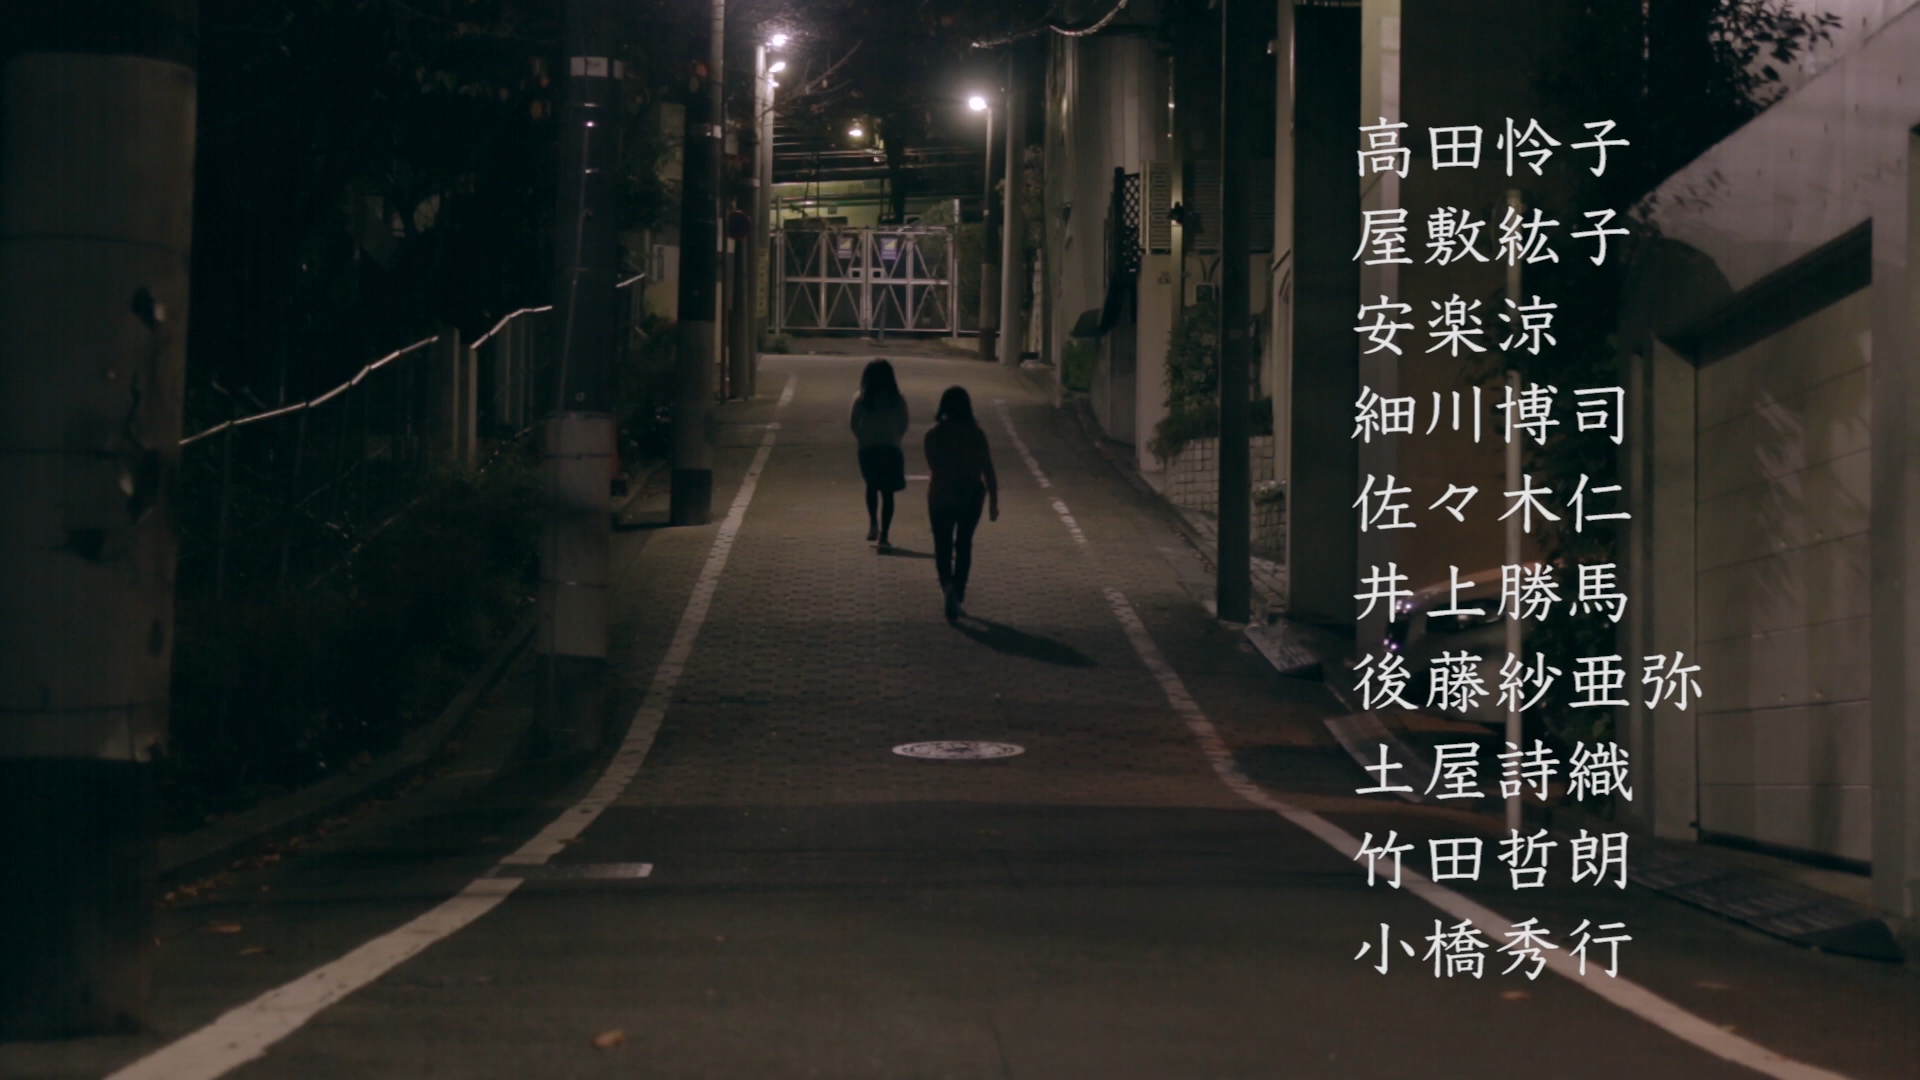 高田怜子
屋敷紘子
安楽涼
細川博司
佐々木仁
井上勝馬
後藤紗亜弥
土屋詩織
竹田哲朗
小橋秀行